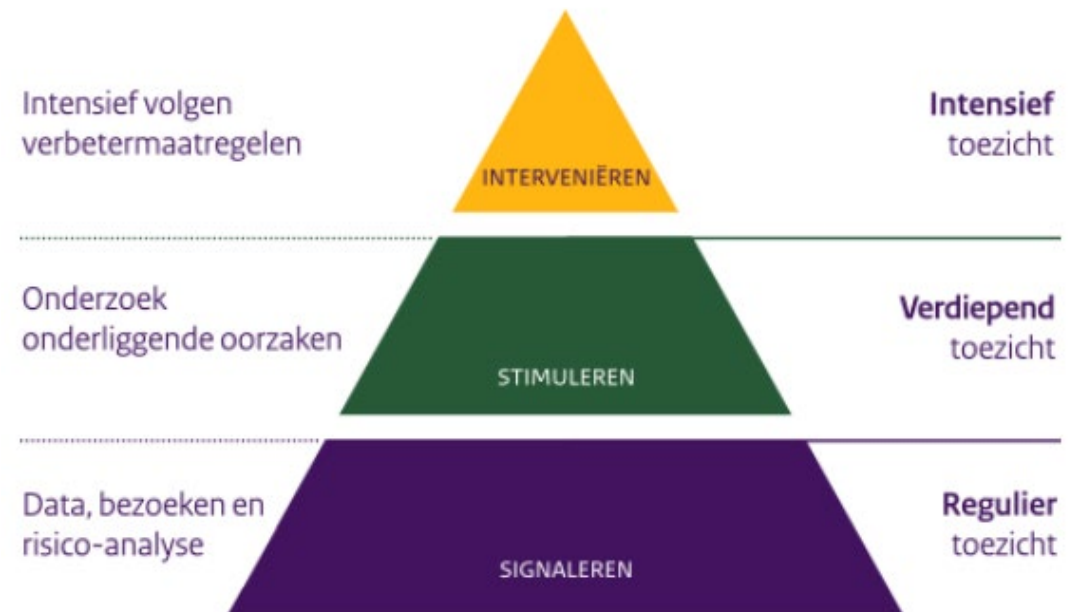 Intensief volgen
verbetermaatregelen
INTERVENIËREN
Intensief
toezicht
Onderzoek
onderliggende oorzaken
STIMULEREN
Verdiepend
toezicht
Data, bezoeken en
risico-analyse
SIGNALEREN
Regulier
toezicht